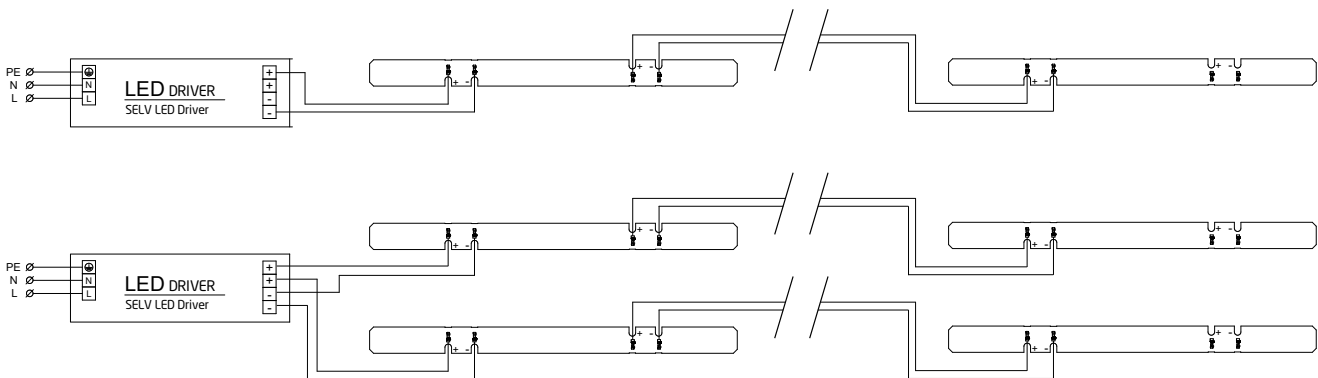 + -
PE ⏚ + + -
N N LED DRIVER +
L L SELV LED Driver -
-
+ - + -
+ -
+ - + -
PE ⏚ +
N N LED DRIVER +
L L SELV LED Driver -
-
+ -
+ - + -
+ - + -